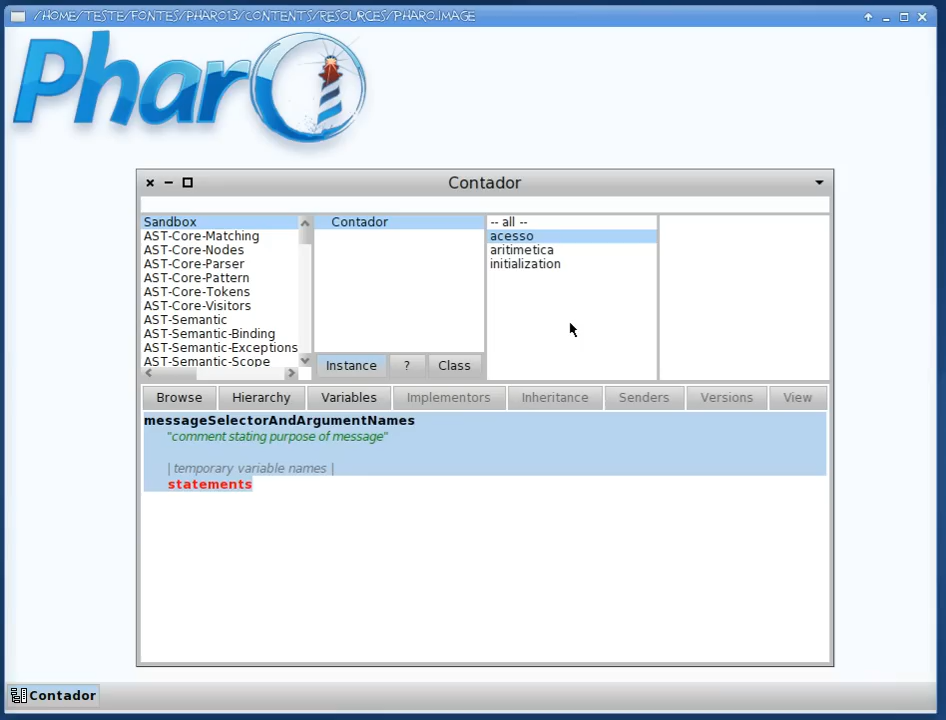 /HOME/TESTE/FONTES/PHARO13/CONTENTS/RESOURCES/PHARO.IMAGE
Pharo
Contador
Sandbox
AST-Core-Matching
AST-Core-Nodes
AST-Core-Parser
AST-Core-Pattern
AST-Core-Tokens
AST-Core-Visitors
AST-Semantic
AST-Semantic-Binding
AST-Semantic-Exceptions
AST-Semantic-Scope
Contador
Instance ? Class
-- all --
acesso
aritimetica
initialization
Browse Hierarchy Variables Implementors Inheritance Senders Versions View
messageSelectorAndArgumentNames
"comment stating purpose of message"
| temporary variable names |
statements
Contador